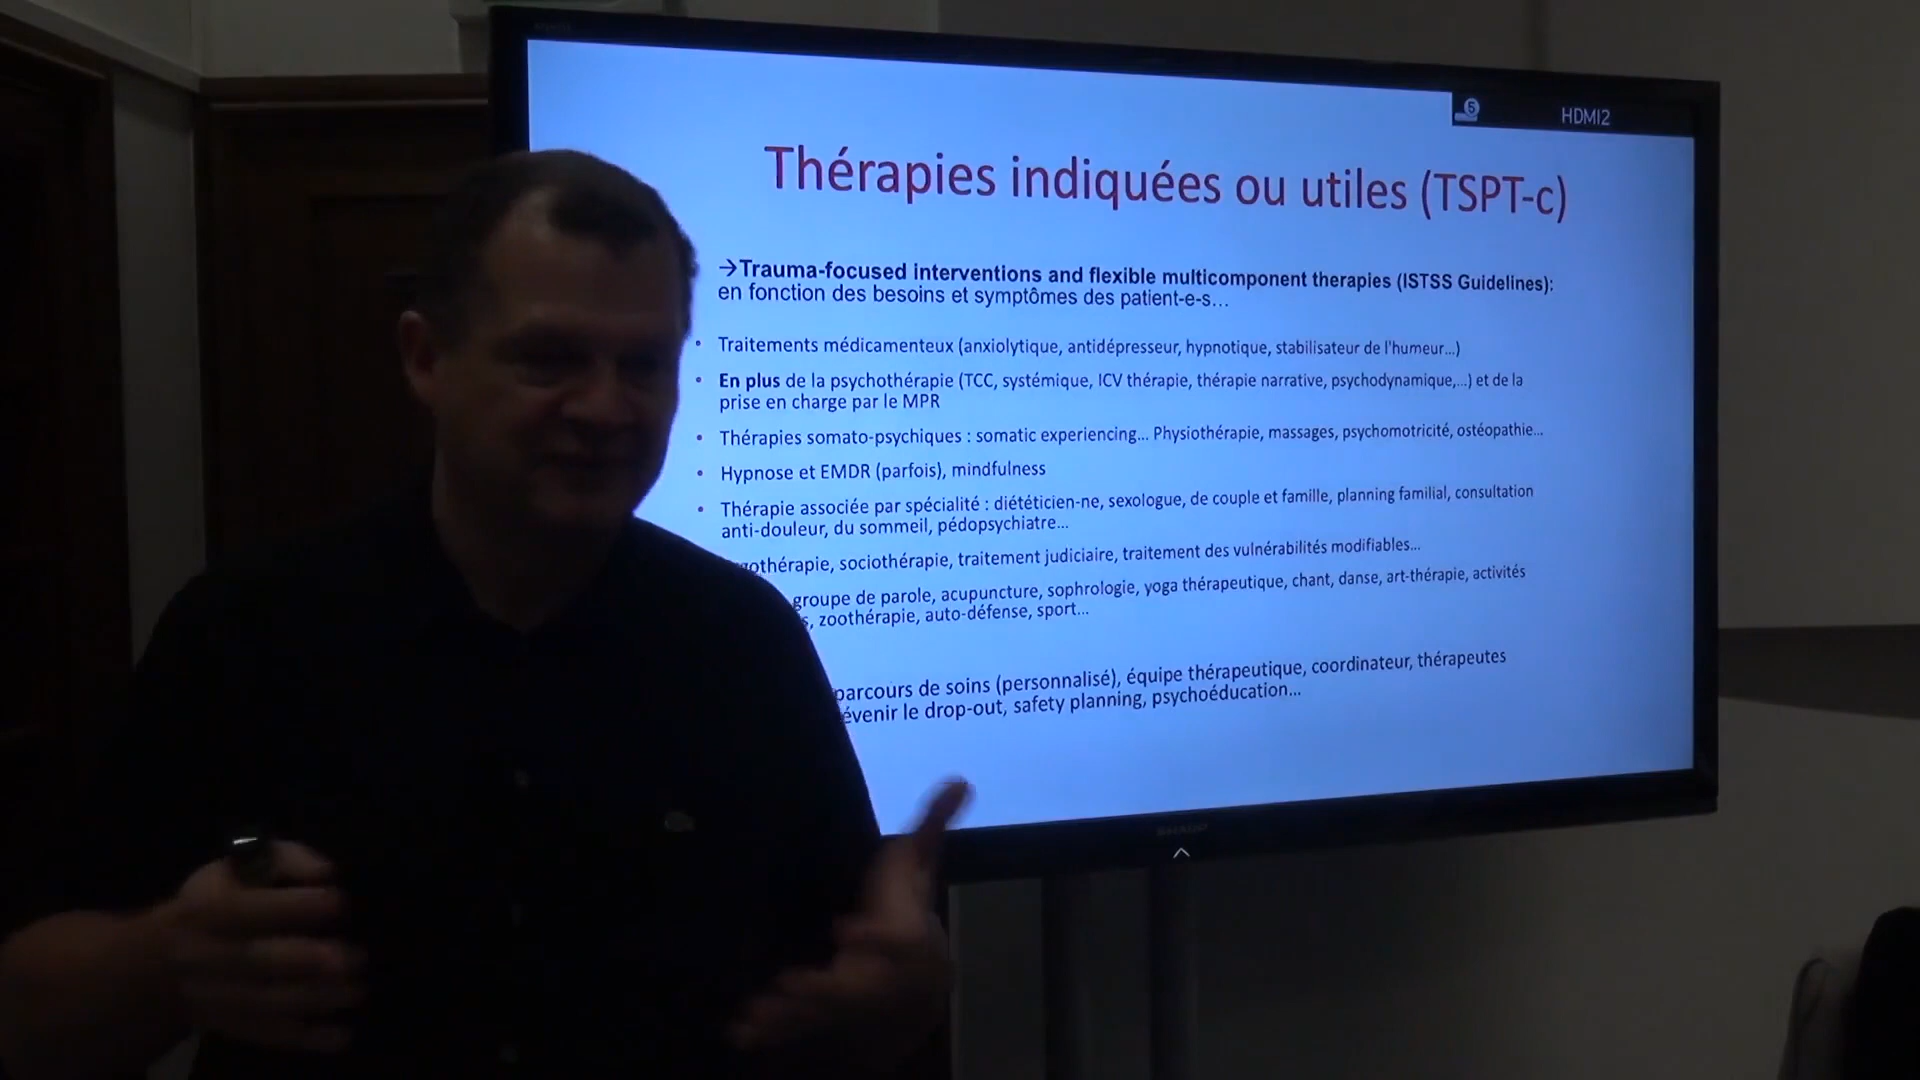 HDMI2
Thérapies indiquées ou utiles (TSPT-c)
→Trauma-focused interventions and flexible multicomponent therapies (ISTSS Guidelines):
en fonction des besoins et symptômes des patient-e-s...
• Traitements médicamenteux (anxiolytique, antidépresseur, hypnotique, stabilisateur de l'humeur...)
• En plus de la psychothérapie (TCC, systémique, ICV thérapie, thérapie narrative, psychodynamique,...) et de la
prise en charge par le MPR
• Thérapies somato-psychiques : somatic experiencing... Physiothérapie, massages, psychomotricité, ostéopathie...
• Hypnose et EMDR (parfois), mindfulness
• Thérapie associée par spécialité : diététicien-ne, sexologue, de couple et famille, planning familial, consultation
anti-douleur, du sommeil, pédopsychiatre...
sociothérapie, traitement judiciaire, traitement des vulnérabilités modifiables...
groupe de parole, acupuncture, sophrologie, yoga thérapeutique, chant, danse, art-thérapie, activités
zoothérapie, auto-défense, sport...
parcours de soins (personnalisé), équipe thérapeutique, coordinateur, thérapeutes
le drop-out, safety planning, psychoéducation...